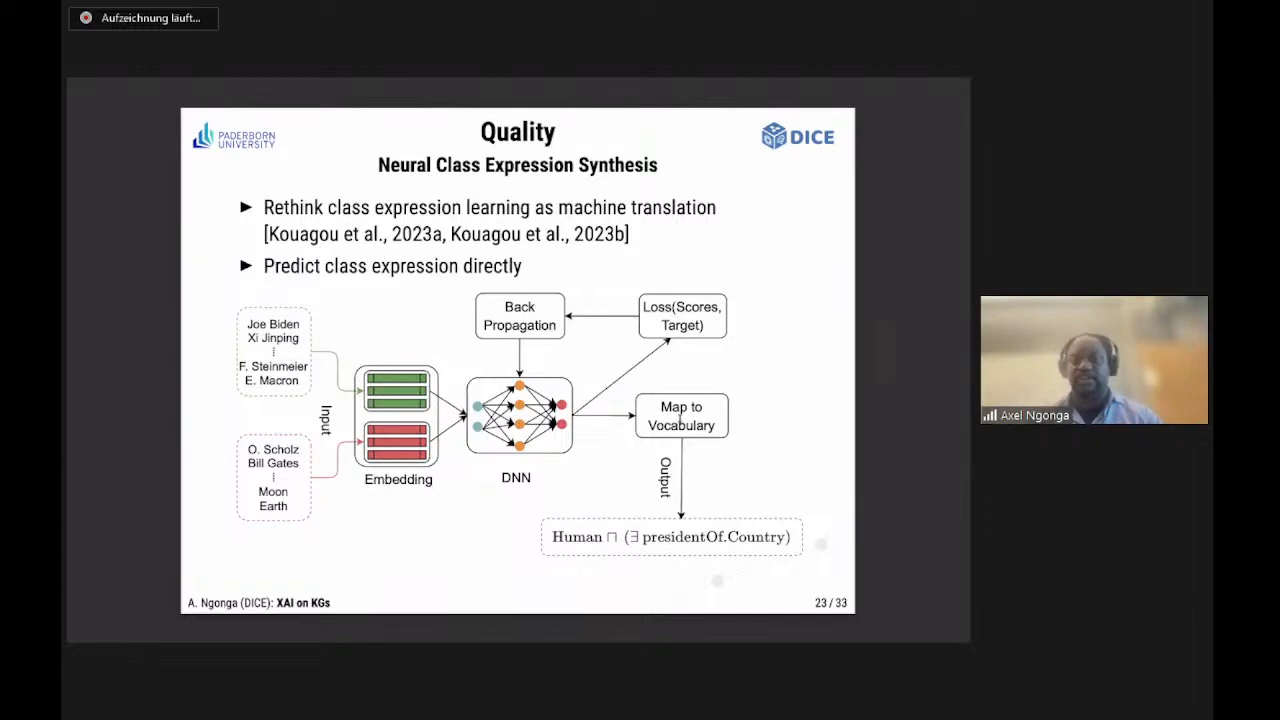 Aufzeichnung läuft...
PADERBORN
UNIVERSITY
Quality
DICE
Neural Class Expression Synthesis
► Rethink class expression learning as machine translation
[Kouagou et al., 2023a, Kouagou et al., 2023b]
► Predict class expression directly
Joe Biden
Xi Jinping
⋮
F. Steinmeier
E. Macron
Input
O. Scholz
Bill Gates
⋮
Moon
Earth
Embedding
Back
Propagation
Loss(Scores,
Target)
DNN
Map to
Vocabulary
Output
Human ⊓ (∃ presidentOf.Country)
A. Ngonga (DICE): XAI on KGs
23 / 33
Axel Ngonga